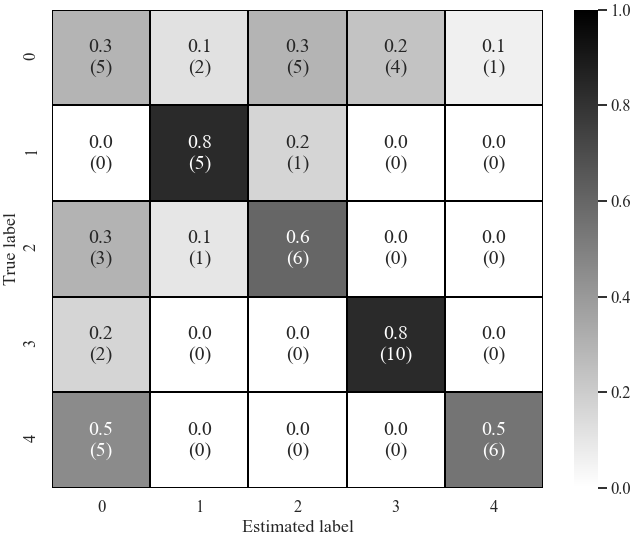 0.3 0.1 0.3 0.2 0.1
(5) (2) (5) (4) (1)
0
0.0 0.8 0.2 0.0 0.0
(0) (5) (1) (0) (0)
1
0.3 0.1 0.6 0.0 0.0
(3) (1) (6) (0) (0)
2
0.2 0.0 0.0 0.8 0.0
(2) (0) (0) (10) (0)
3
0.5 0.0 0.0 0.0 0.5
(5) (0) (0) (0) (6)
4
True label
0 1 2 3 4
Estimated label
1.0
0.8
0.6
0.4
0.2
0.0